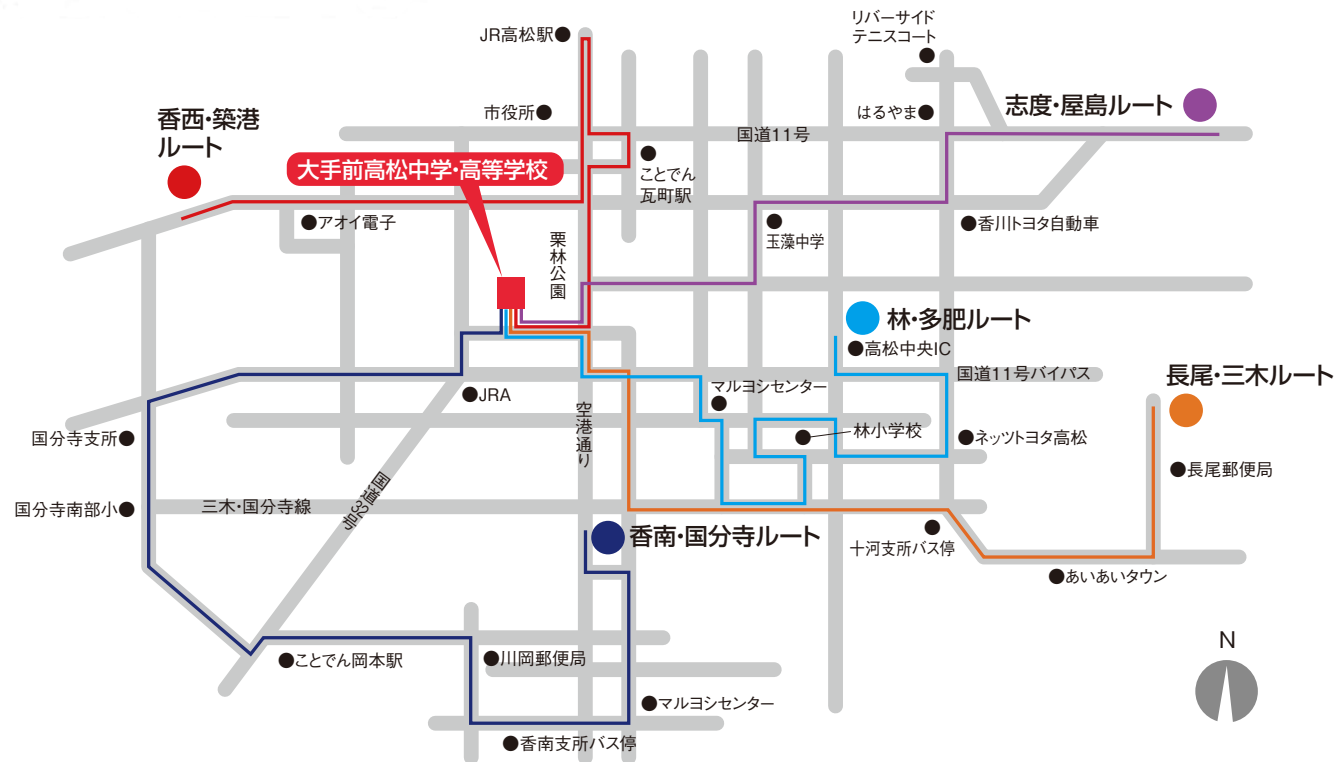 JR高松駅
リバーサイド
テニスコート
市役所
はるやま
志度・屋島ルート
香西・築港
ルート
国道11号
大手前高松中学・高等学校
ことでん
瓦町駅
アオイ電子
玉藻中学
香川トヨタ自動車
栗林公園
林・多肥ルート
高松中央IC
国道11号バイパス
長尾・三木ルート
マルヨシセンター
JRA
空港通り
林小学校
ネッツトヨタ高松
国分寺支所
長尾郵便局
国分寺南部小
三木・国分寺線
国道32号
香南・国分寺ルート
十河支所バス停
あいあいタウン
ことでん岡本駅
川岡郵便局
N
マルヨシセンター
香南支所バス停